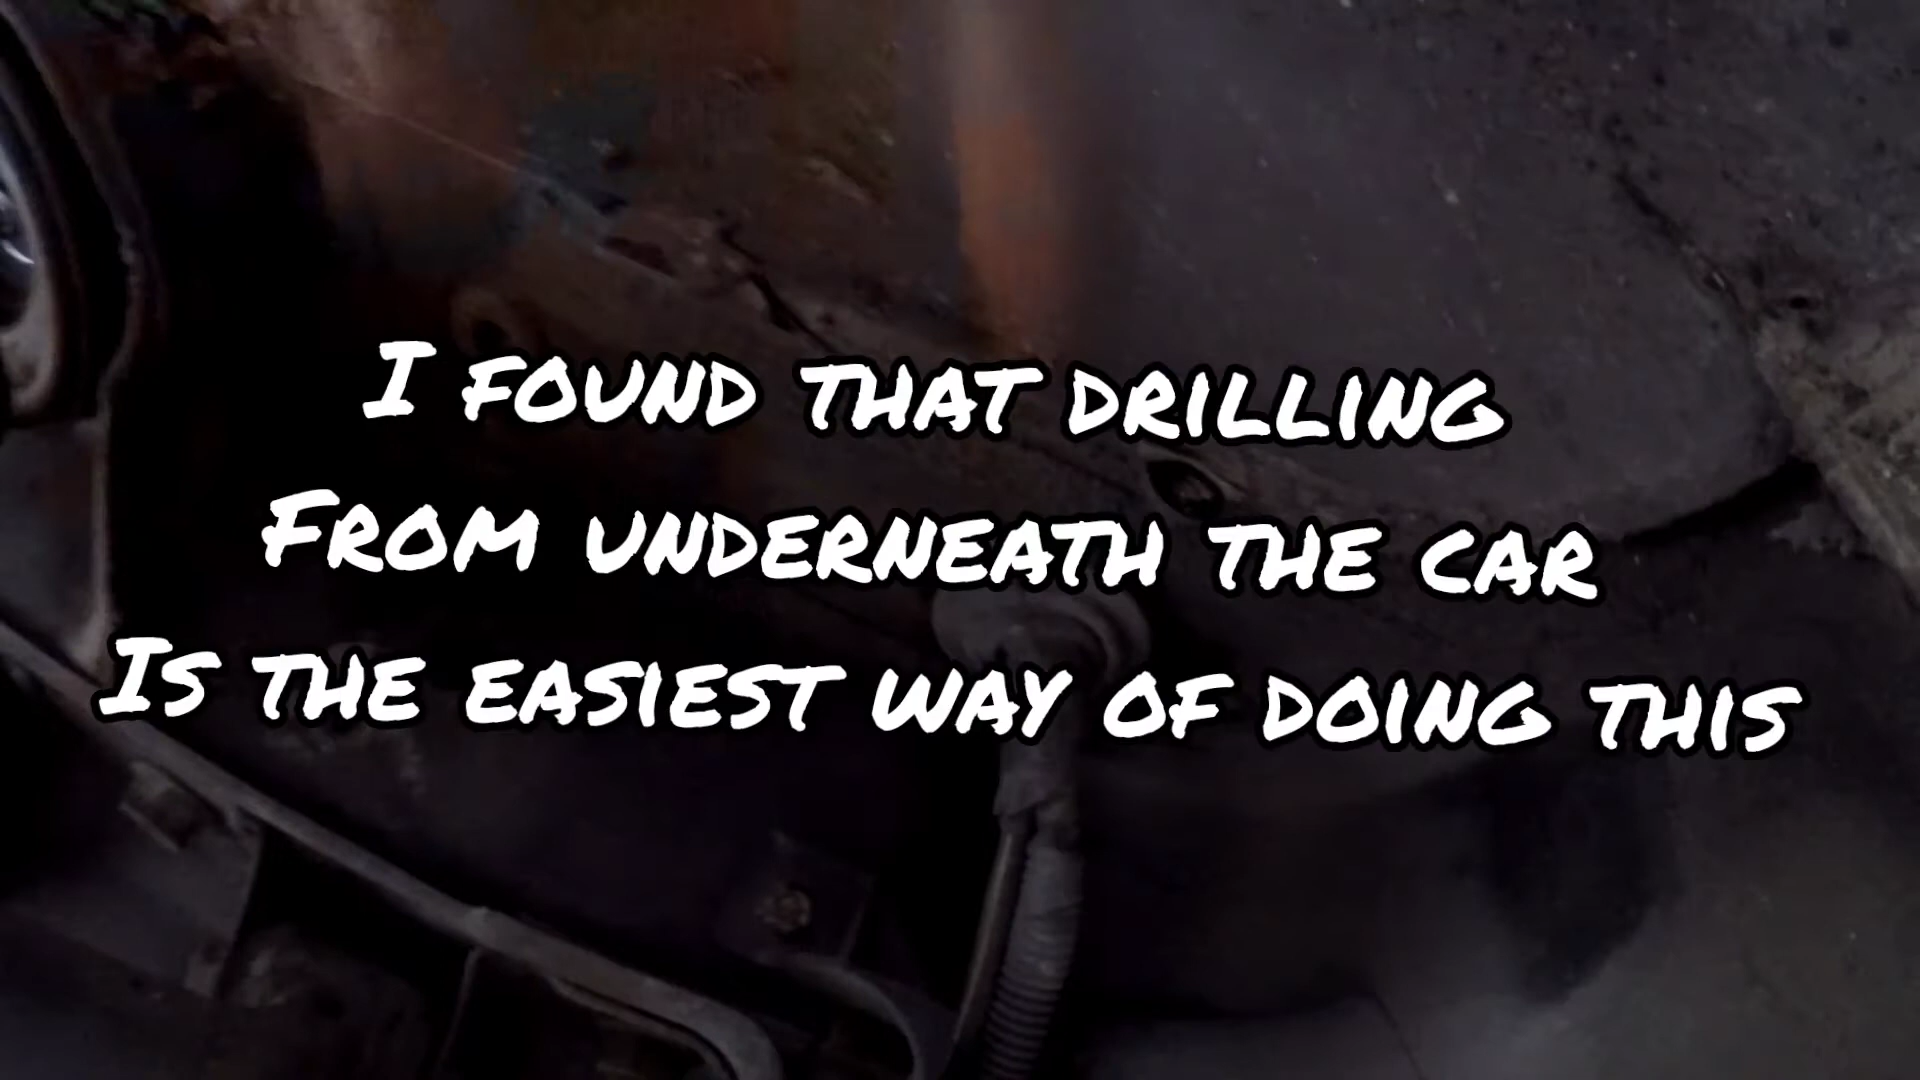 I found that drilling
From underneath the car
Is the easiest way of doing this